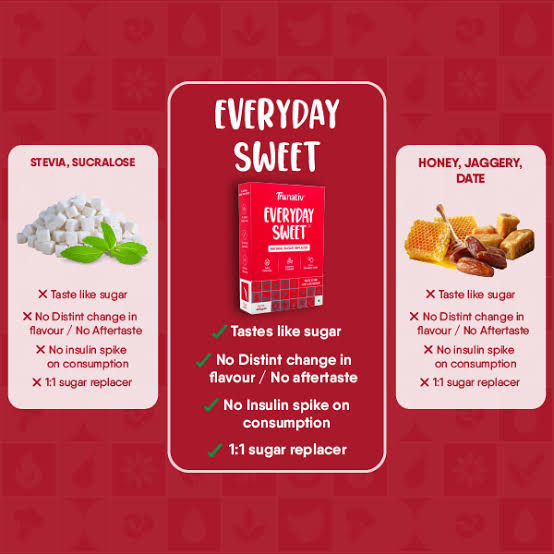 EVERYDAY
SWEET
STEVIA, SUCRALOSE
✕ Taste like sugar
✕ No Distint change in
flavour / No Aftertaste
✕ No insulin spike
on consumption
✕ 1:1 sugar replacer
Trunativ
EVERYDAY
SWEET
✓ Tastes like sugar
✓ No Distint change in
flavour / No aftertaste
✓ No Insulin spike on
consumption
✓ 1:1 sugar replacer
HONEY, JAGGERY,
DATE
✕ Taste like sugar
✕ No Distint change in
flavour / No Aftertaste
✕ No insulin spike
on consumption
✕ 1:1 sugar replacer